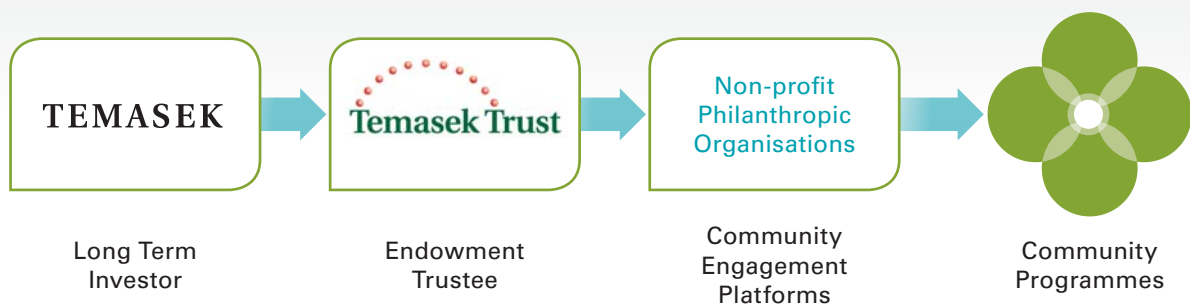 TEMASEK
Temasek Trust
Non-profit
Philanthropic
Organisations
Long Term
Investor
Endowment
Trustee
Community
Engagement
Platforms
Community
Programmes